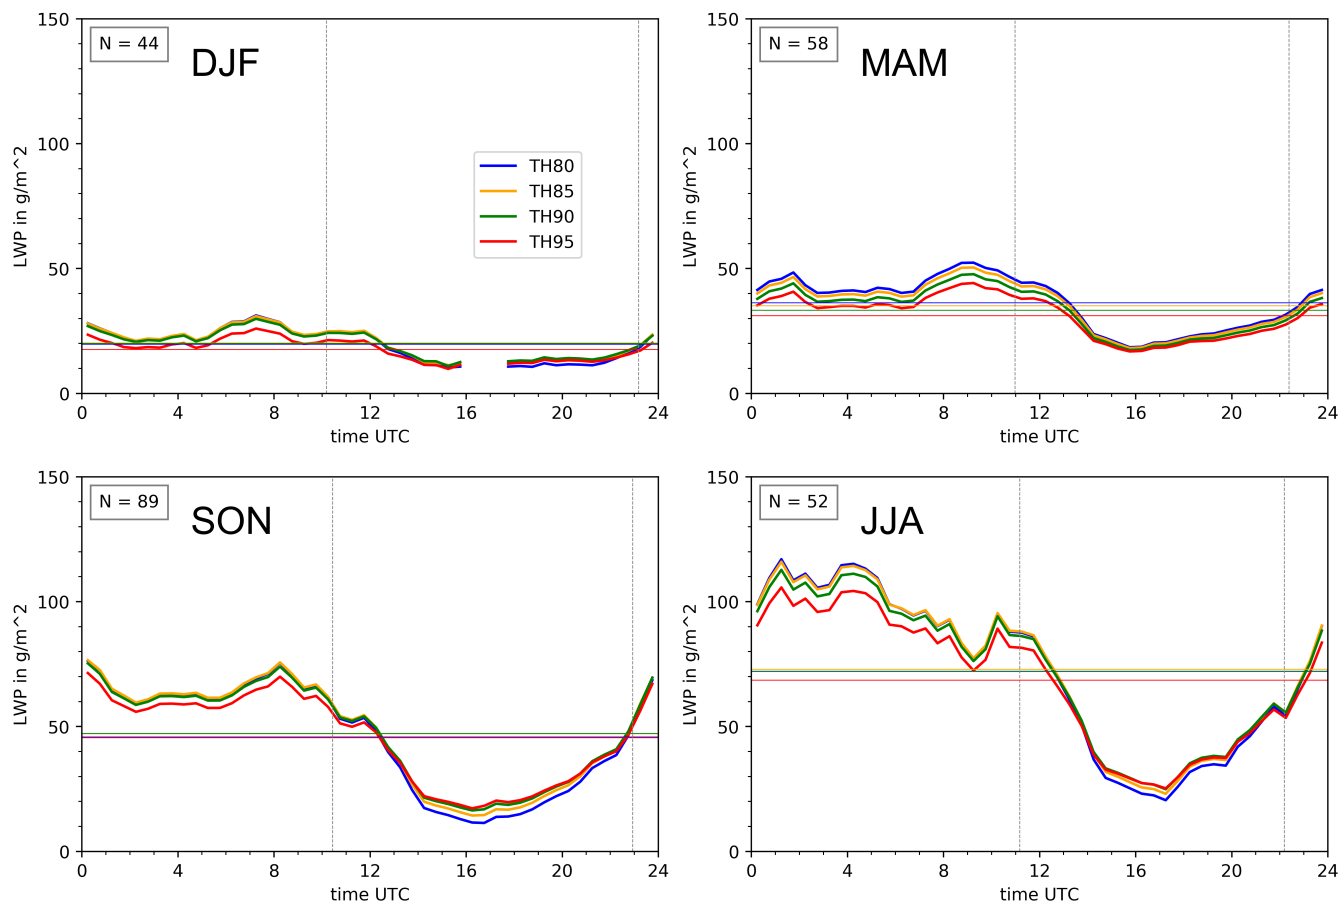 150
100
50
0
LWP in g/m^2
N = 44
DJF
TH80
TH85
TH90
TH95
0 4 8 12 16 20 24
time UTC
150
100
50
0
LWP in g/m^2
N = 58
MAM
0 4 8 12 16 20 24
time UTC
150
100
50
0
LWP in g/m^2
N = 89
SON
0 4 8 12 16 20 24
time UTC
150
100
50
0
LWP in g/m^2
N = 52
JJA
0 4 8 12 16 20 24
time UTC